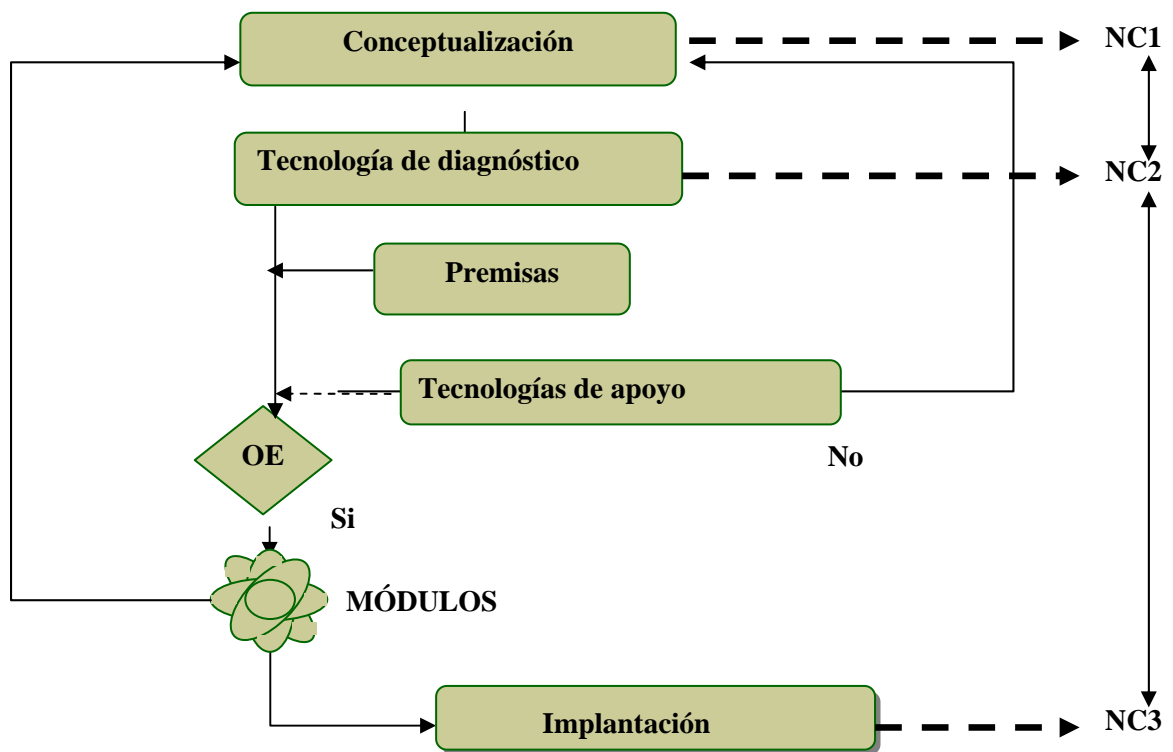 Conceptualización
NC1
Tecnología de diagnóstico
NC2
Premisas
Tecnologías de apoyo
OE
No
Si
MÓDULOS
Implantación
NC3